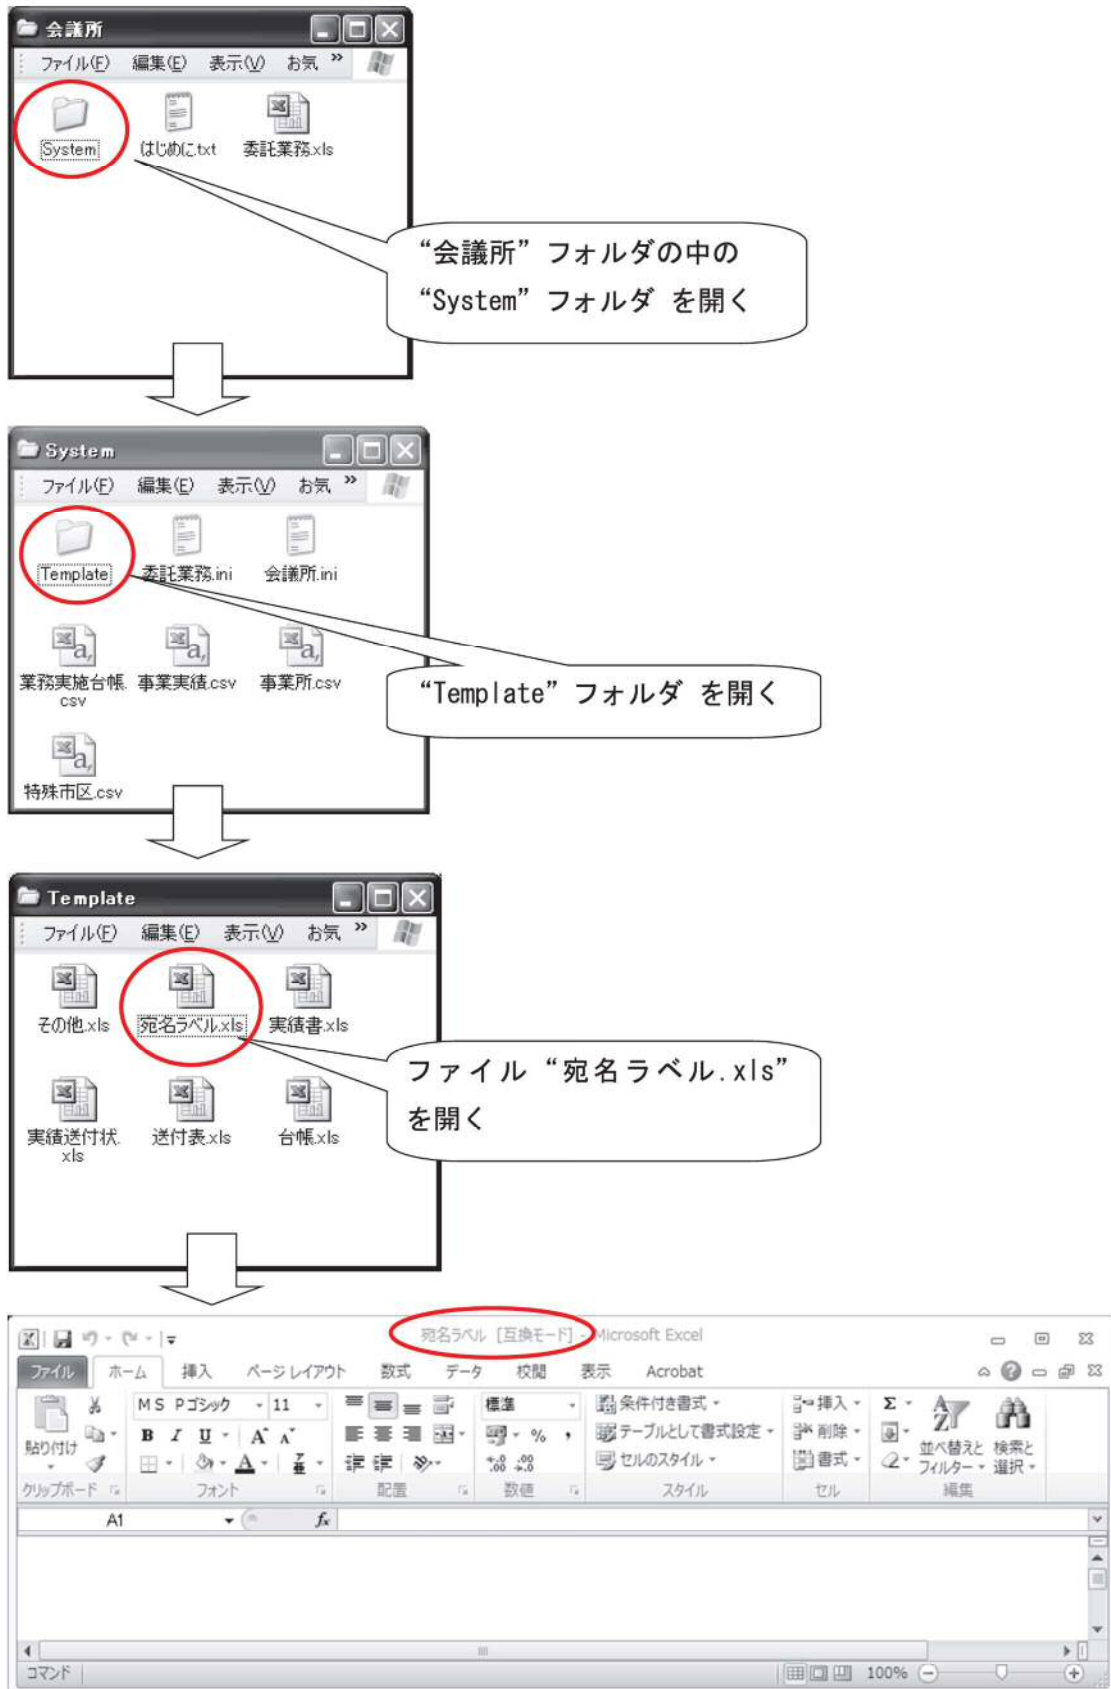 会議所
ファイル(F) 編集(E) 表示(V) お気 »
System はじめに.txt 委託業務.xls
“会議所” フォルダの中の
“System” フォルダ を開く
System
ファイル(F) 編集(E) 表示(V) お気 »
Template 委託業務.ini 会議所.ini
業務実施台帳.csv 事業実績.csv 事業所.csv
“Template” フォルダ を開く
特殊市区.csv
Template
ファイル(F) 編集(E) 表示(V) お気 »
その他.xls 宛名ラベル.xls 実績書.xls
ファイル “宛名ラベル.xls”
を開く
実績送付状.xls 送付表.xls 台帳.xls
宛名ラベル [互換モード] - Microsoft Excel
ファイル ホーム 挿入 ページ レイアウト 数式 データ 校閲 表示 Acrobat
貼り付け
MS Pゴシック 11
B I U A A
A
標準
% ,
条件付き書式
テーブルとして書式設定
セルのスタイル
挿入
削除
書式
Σ
並べ替えと
フィルター
検索と
選択
クリップボード フォント 配置 数値 スタイル セル 編集
A1 fx
コマンド 100%